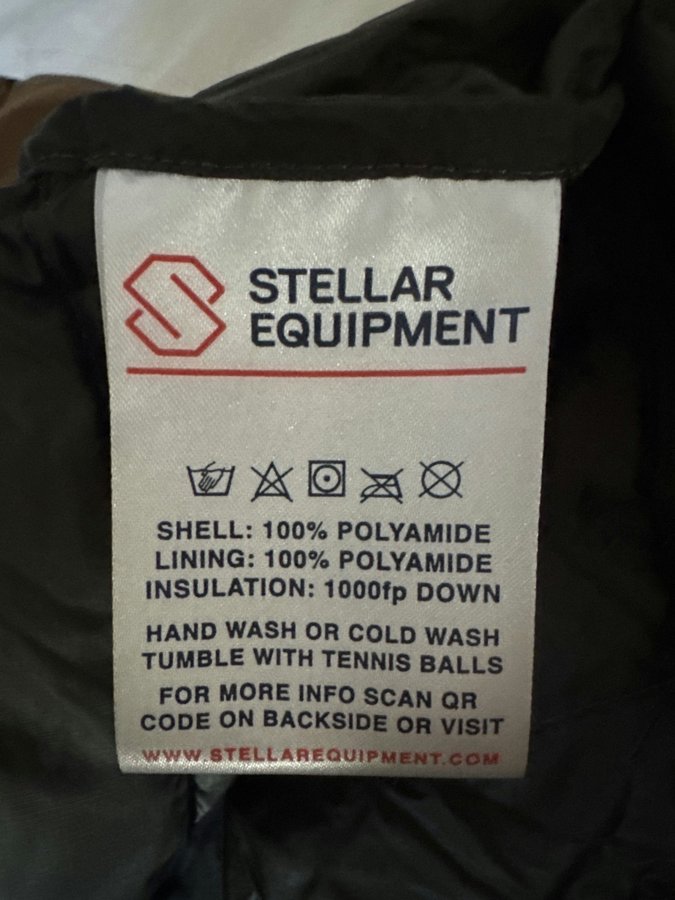 STELLAR
EQUIPMENT
SHELL: 100% POLYAMIDE
LINING: 100% POLYAMIDE
INSULATION: 1000fp DOWN
HAND WASH OR COLD WASH
TUMBLE WITH TENNIS BALLS
FOR MORE INFO SCAN QR
CODE ON BACKSIDE OR VISIT
WWW.STELLAREQUIPMENT.COM